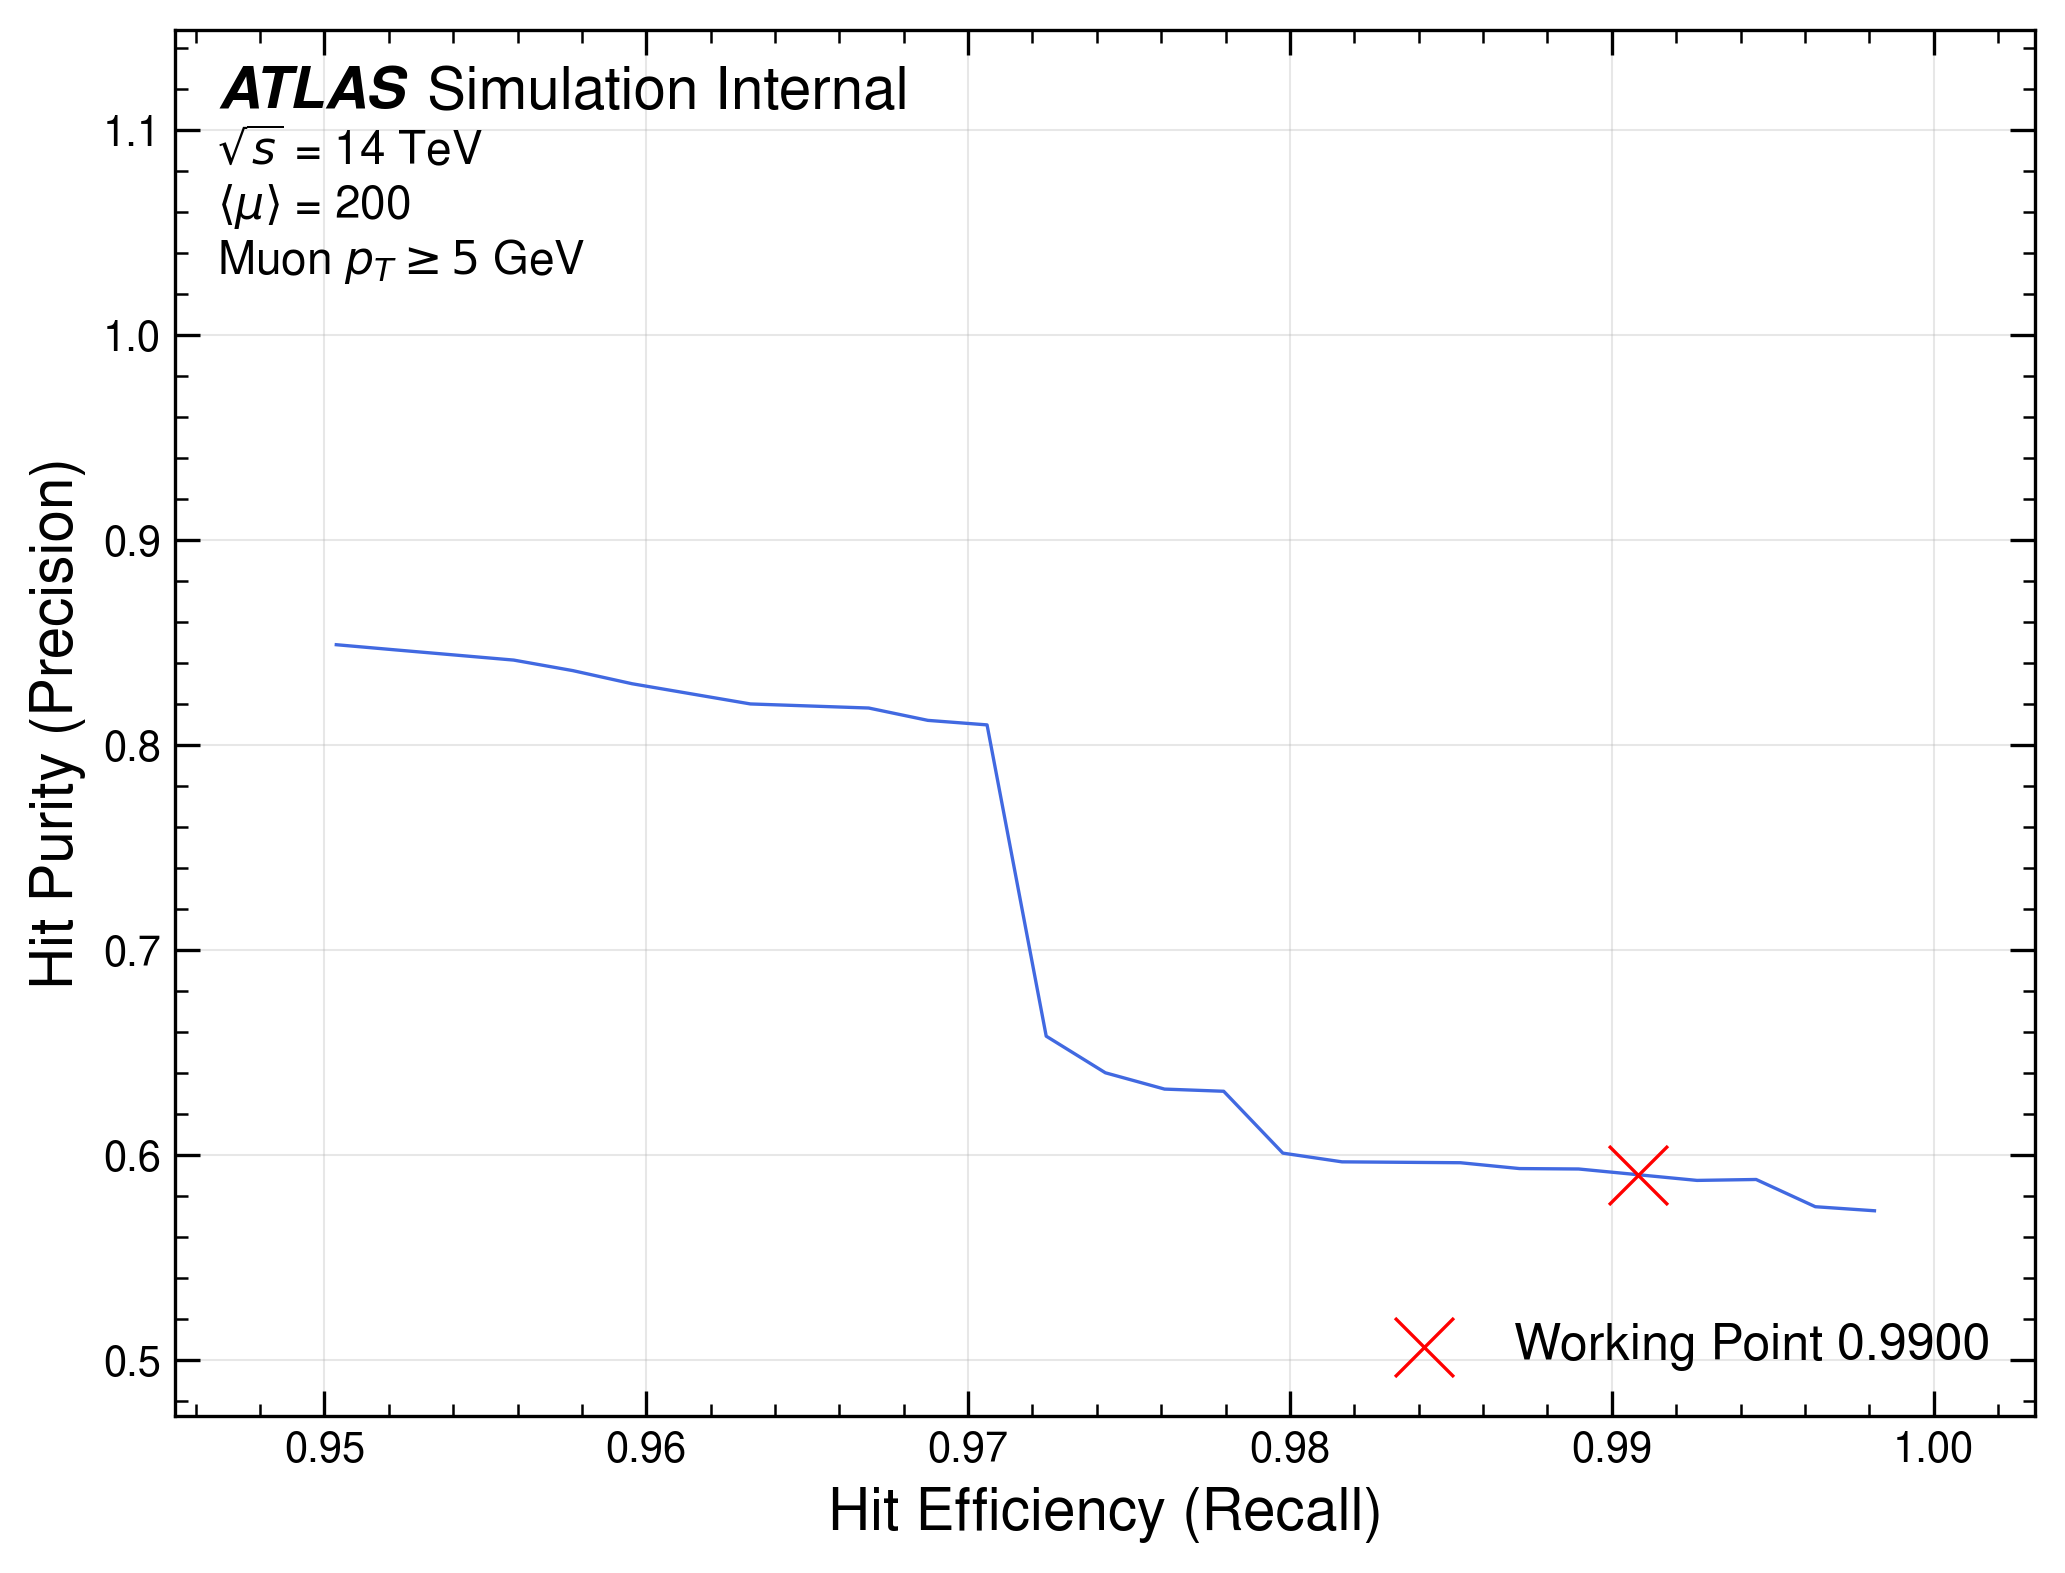 ATLAS Simulation Internal
√s = 14 TeV
⟨μ⟩ = 200
Muon pT ≥ 5 GeV
1.1
1.0
0.9
0.8
0.7
0.6
0.5
Hit Purity (Precision)
Working Point 0.9900
0.95 0.96 0.97 0.98 0.99 1.00
Hit Efficiency (Recall)